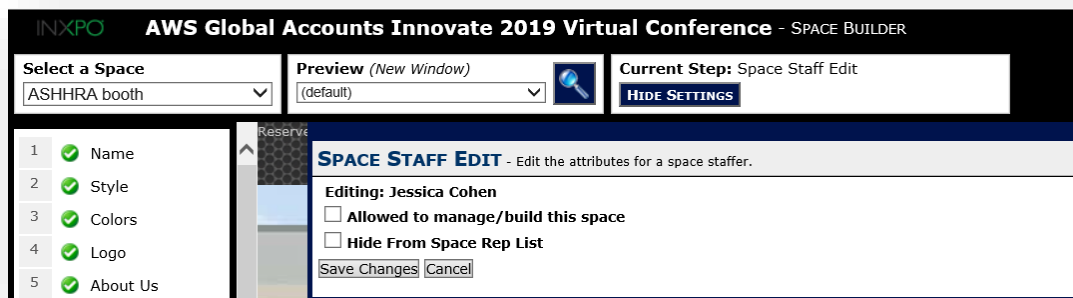 INXPO AWS Global Accounts Innovate 2019 Virtual Conference - SPACE BUILDER
Select a Space
ASHHRA booth
Preview (New Window)
(default)
Current Step: Space Staff Edit
HIDE SETTINGS
1 Name
2 Style
3 Colors
4 Logo
5 About Us
Reserve
SPACE STAFF EDIT - Edit the attributes for a space staffer.
Editing: Jessica Cohen
Allowed to manage/build this space
Hide From Space Rep List
Save Changes Cancel